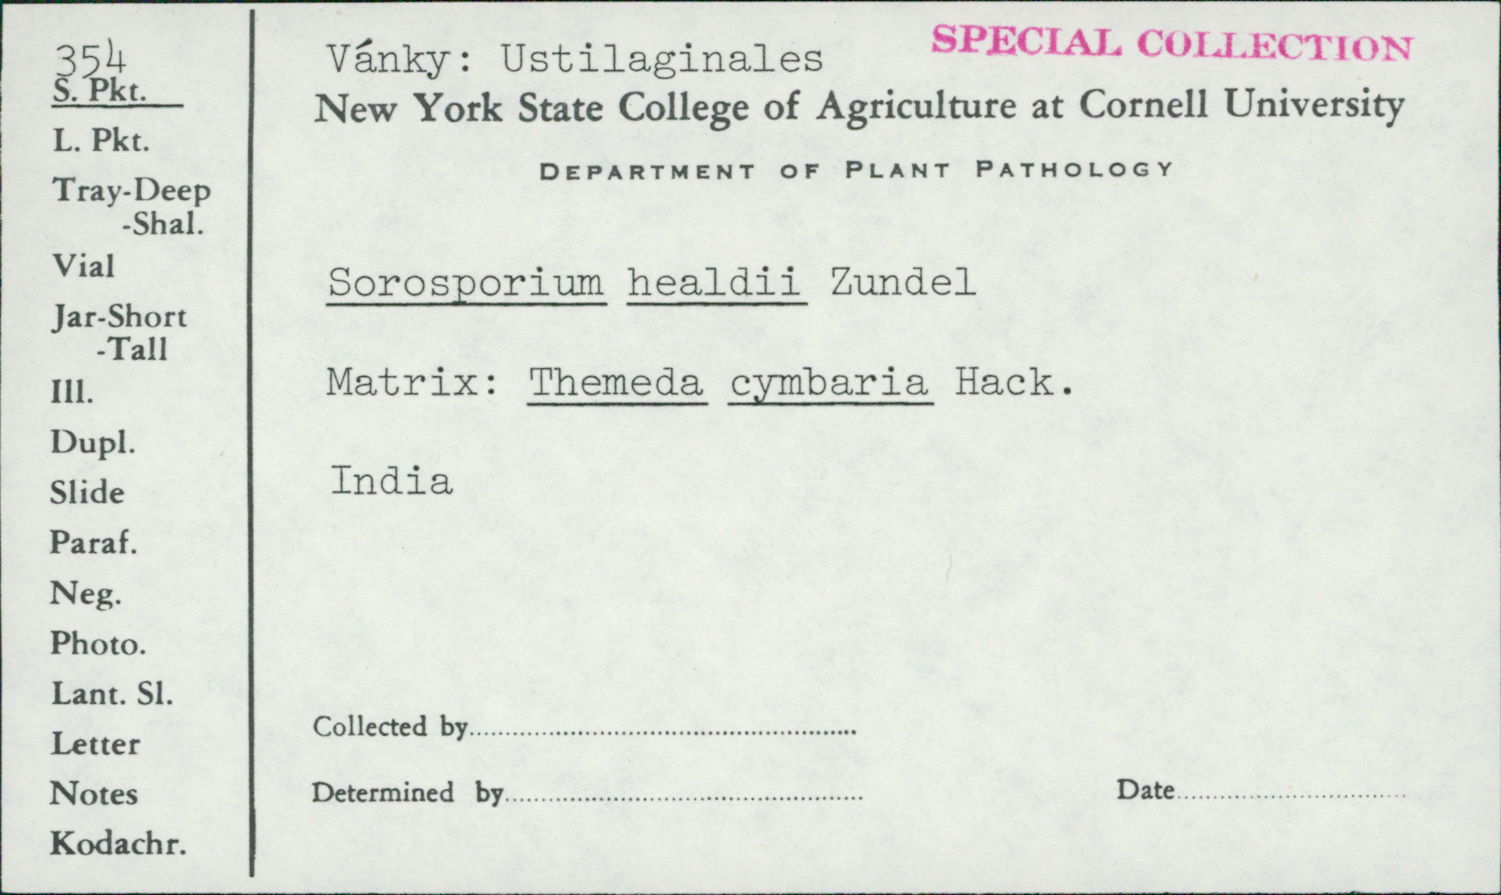 354
S. Pkt.
L. Pkt.
Tray-Deep
-Shal.
Vial
Jar-Short
-Tall
Ill.
Dupl.
Slide
Paraf.
Neg.
Photo.
Lant. Sl.
Letter
Notes
Kodachr.
Vánky: Ustilaginales
SPECIAL COLLECTION
New York State College of Agriculture at Cornell University
DEPARTMENT OF PLANT PATHOLOGY
Sorosporium healdii Zundel
Matrix: Themeda cymbaria Hack.
India
Collected by
Determined by
Date